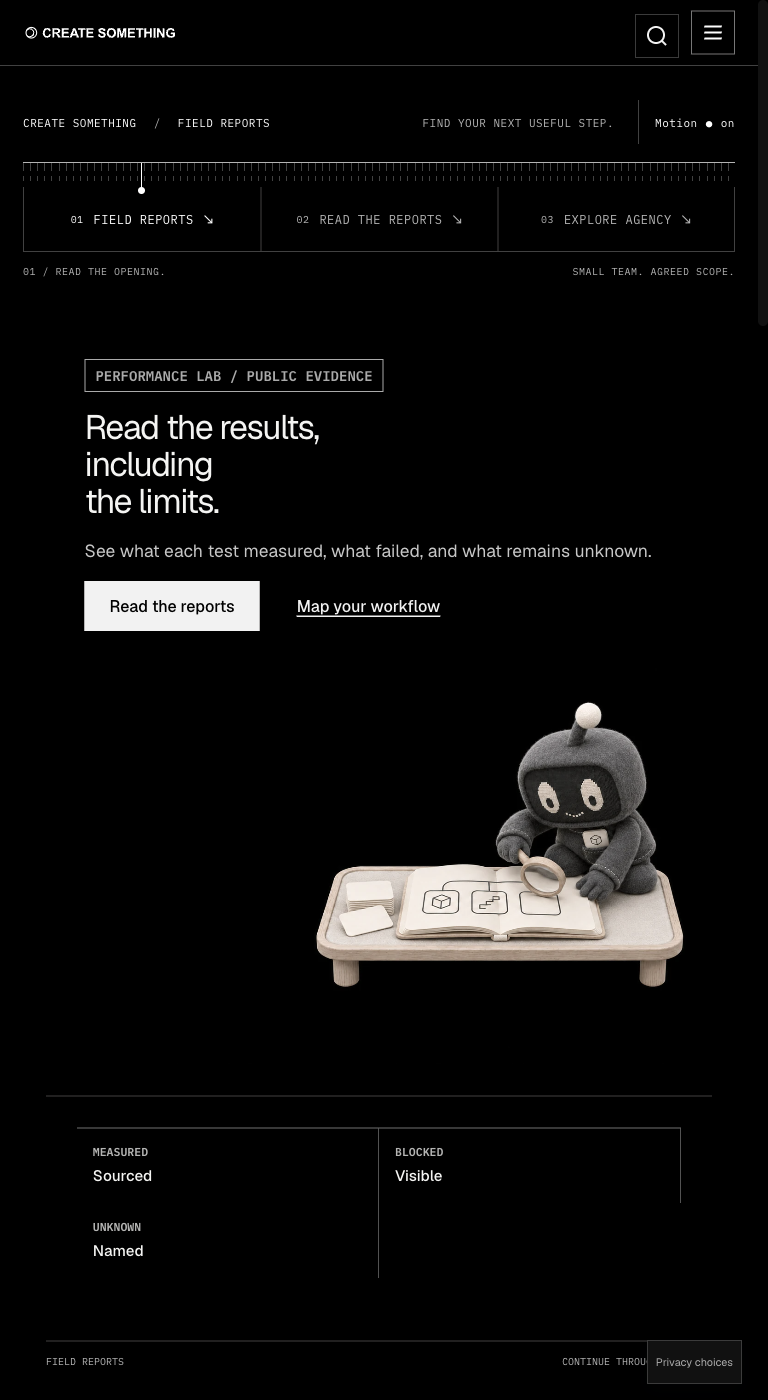 CREATE SOMETHING
CREATE SOMETHING / FIELD REPORTS
FIND YOUR NEXT USEFUL STEP.
Motion ● on
01 FIELD REPORTS ↘
02 READ THE REPORTS ↘
03 EXPLORE AGENCY ↘
01 / READ THE OPENING.
SMALL TEAM. AGREED SCOPE.
PERFORMANCE LAB / PUBLIC EVIDENCE
Read the results,
including
the limits.
See what each test measured, what failed, and what remains unknown.
Read the reports
Map your workflow
MEASURED
Sourced
BLOCKED
Visible
UNKNOWN
Named
FIELD REPORTS
CONTINUE
Privacy choices